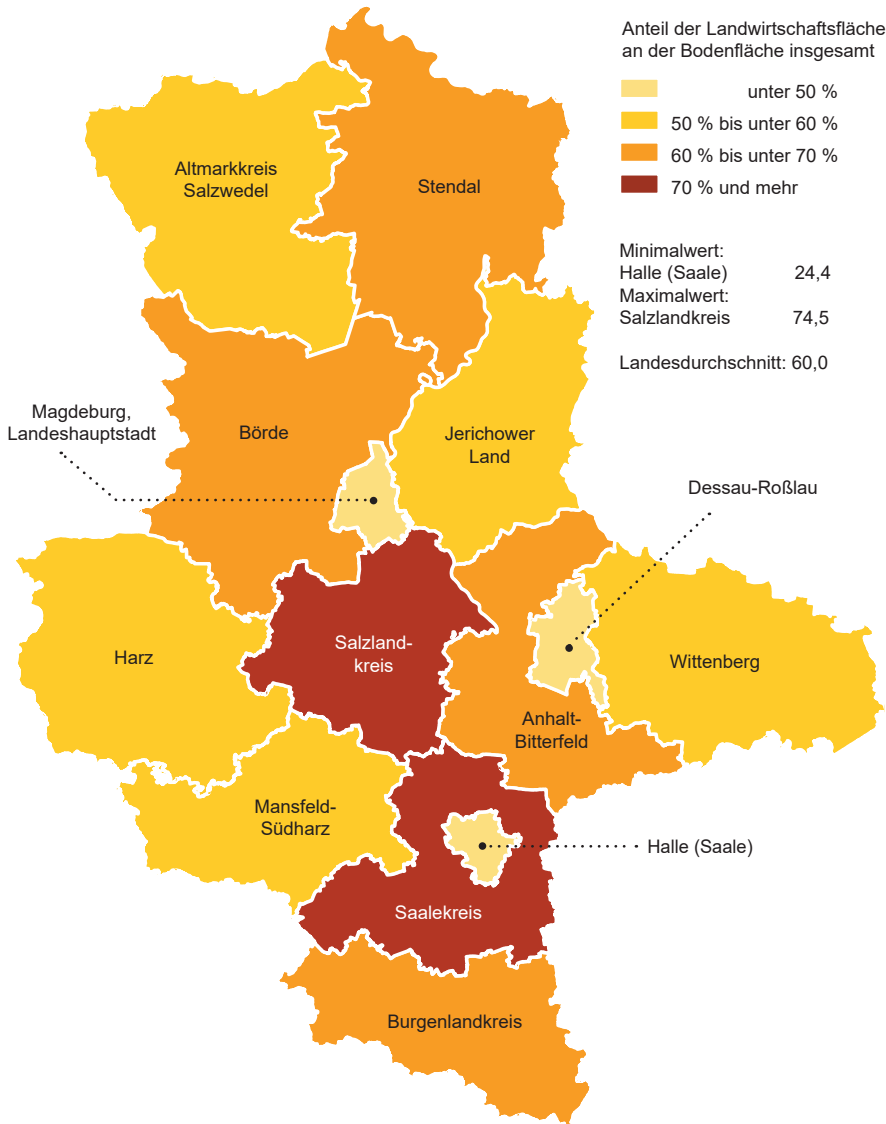 Anteil der Landwirtschaftsfläche
an der Bodenfläche insgesamt
unter 50 %
50 % bis unter 60 %
60 % bis unter 70 %
70 % und mehr
Minimalwert:
Halle (Saale) 24,4
Maximalwert:
Salzlandkreis 74,5
Landesdurchschnitt: 60,0
Altmarkkreis
Salzwedel
Stendal
Magdeburg,
Landeshauptstadt
Börde
Jerichower
Land
Dessau-Roßlau
Harz
Salzland-
kreis
Wittenberg
Anhalt-
Bitterfeld
Mansfeld-
Südharz
Halle (Saale)
Saalekreis
Burgenlandkreis